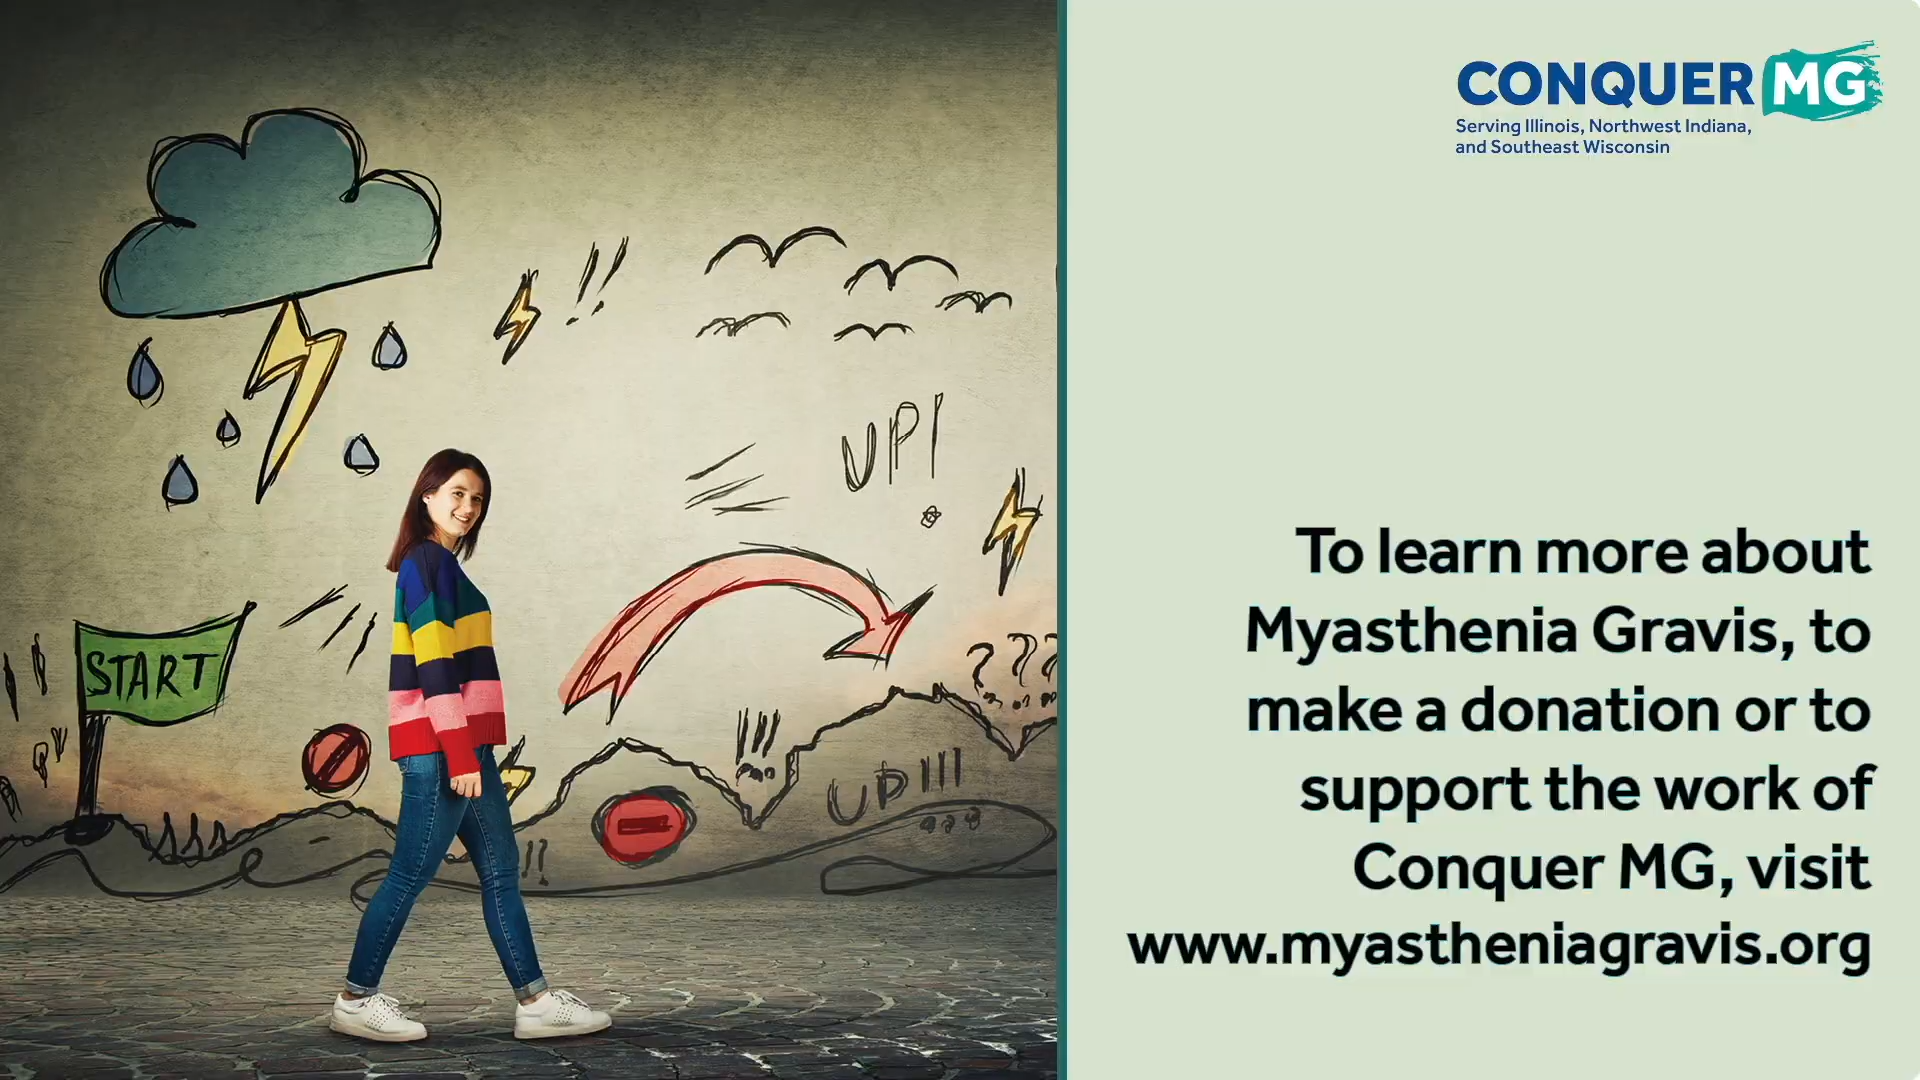 CONQUER MG
Serving Illinois, Northwest Indiana,
and Southeast Wisconsin
!!
UP!
START
???
!!!
UP!!!
!!
To learn more about
Myasthenia Gravis, to
make a donation or to
support the work of
Conquer MG, visit
www.myastheniagravis.org